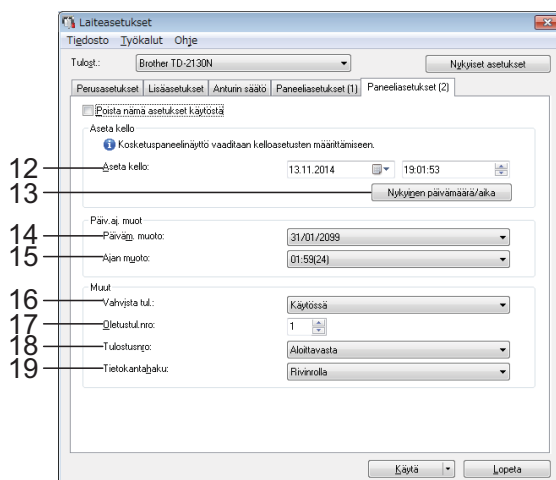 Laiteasetukset
Tiedosto Työkalut Ohje
Tulost.: Brother TD-2130N Nykyiset asetukset
Perusasetukset Lisäasetukset Anturin säätö Paneeliasetukset (1) Paneeliasetukset (2)
Poista nämä asetukset käytöstä
Aseta kello
Kosketuspaneelinäyttö vaaditaan kelloasetusten määrittämiseen.
12 Aseta kello: 13.11.2014 19:01:53
13 Nykyinen päivämäärä/aika
Päiv.aj. muot
14 Päiväm. muoto: 31/01/2099
15 Ajan muoto: 01:59(24)
Muut
16 Vahvista tul.: Käytössä
17 Oletustul.nro: 1
18 Tulostusnro: Aloittavasta
19 Tietokantahaku: Rivinrolla
Käytä Lopeta